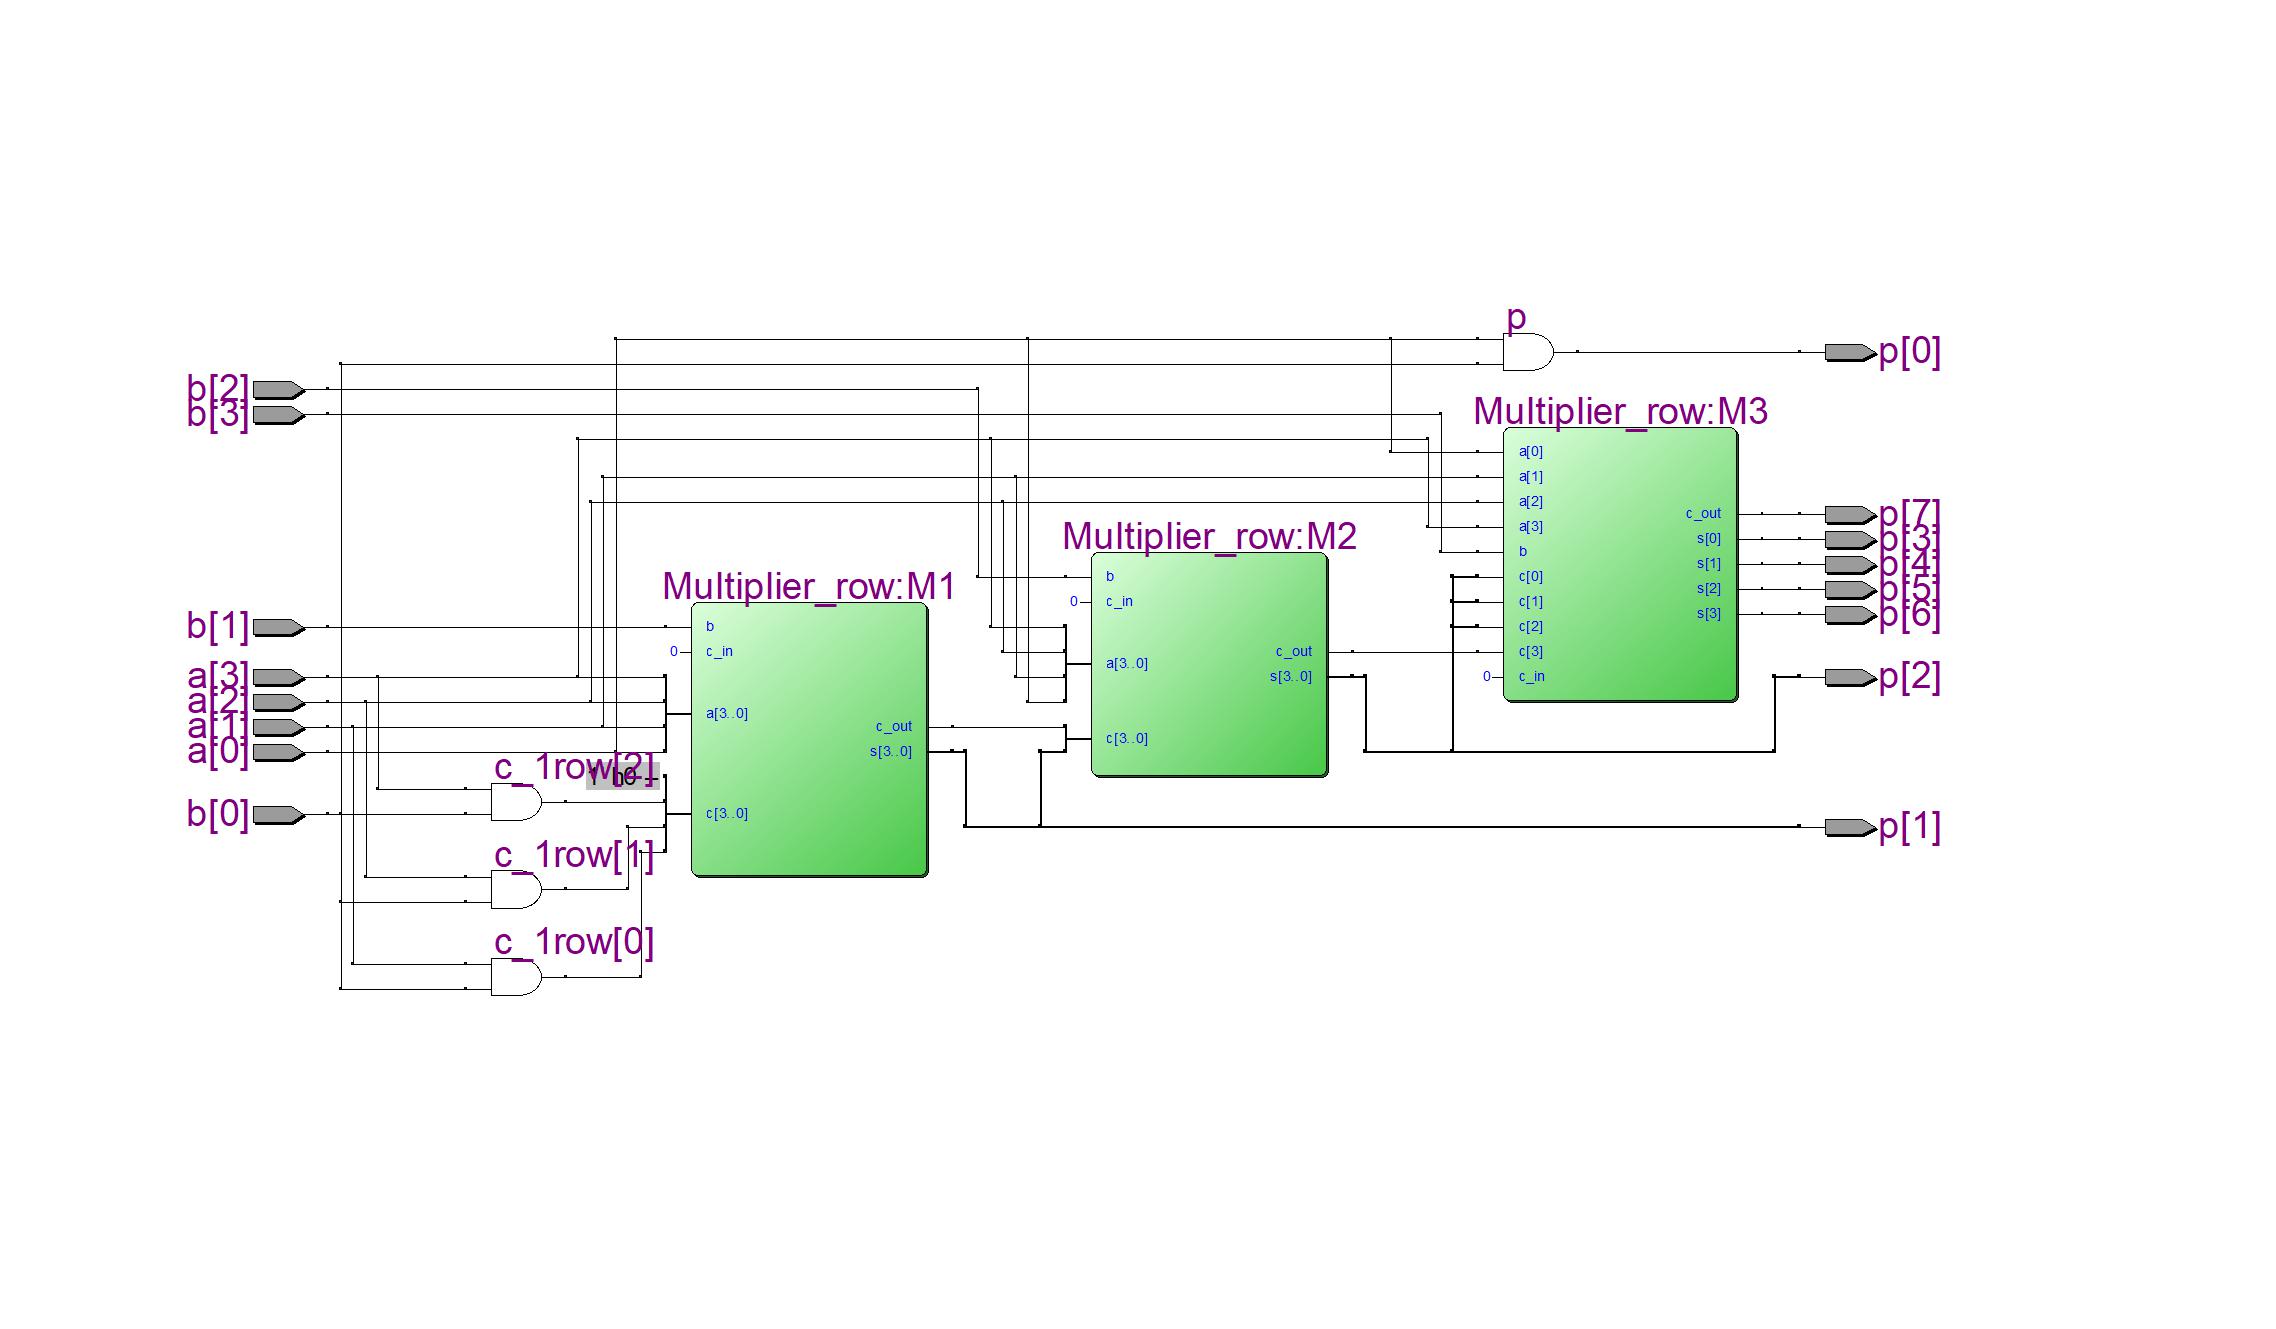 p
p[0]
b[2]
b[3]
Multiplier_row:M3
a[0]
a[1]
a[2]
a[3]
b
c[0]
c[1]
c[2]
c[3]
0 c_in
c_out
s[0]
s[1]
s[2]
s[3]
p[7]
p[3]
p[4]
p[5]
p[6]
p[2]
Multiplier_row:M2
b
0 c_in
a[3..0]
c[3..0]
c_out
s[3..0]
Multiplier_row:M1
b
0 c_in
a[3..0]
c[3..0]
c_out
s[3..0]
b[1]
a[3]
a[2]
a[1]
a[0]
b[0]
c_1row[2]
c_1row[1]
c_1row[0]
p[1]